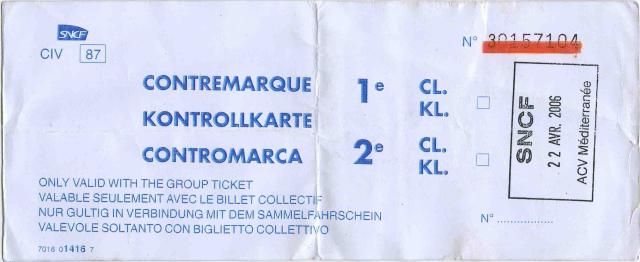 SNCF
CIV 87
N° 30157104
CONTREMARQUE 1e CL. KL.
KONTROLLKARTE
CONTROMARCA 2e CL. KL.
SNCF
22 AVR. 2006
ACV Méditerranée
ONLY VALID WITH THE GROUP TICKET
VALABLE SEULEMENT AVEC LE BILLET COLLECTIF
NUR GULTIG IN VERBINDUNG MIT DEM SAMMELFAHRSCHEIN
VALEVOLE SOLTANTO CON BIGLIETTO COLLETTIVO
N° ................
7016 01416 7